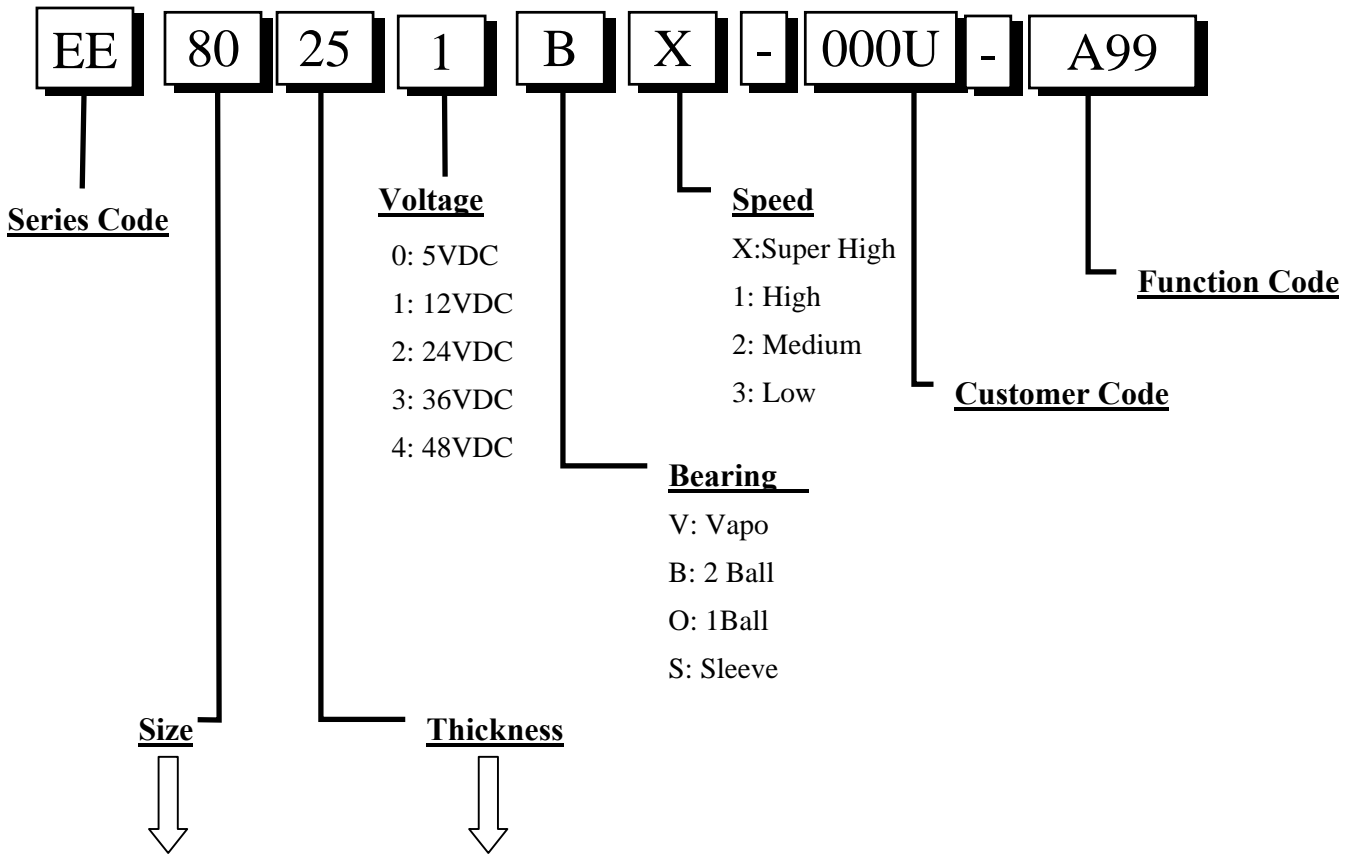 EE 80 25 1 B X - 000U - A99
Series Code
Voltage
0: 5VDC
1: 12VDC
2: 24VDC
3: 36VDC
4: 48VDC
Speed
X:Super High
1: High
2: Medium
3: Low
Function Code
Customer Code
Bearing
V: Vapo
B: 2 Ball
O: 1Ball
S: Sleeve
Size
Thickness